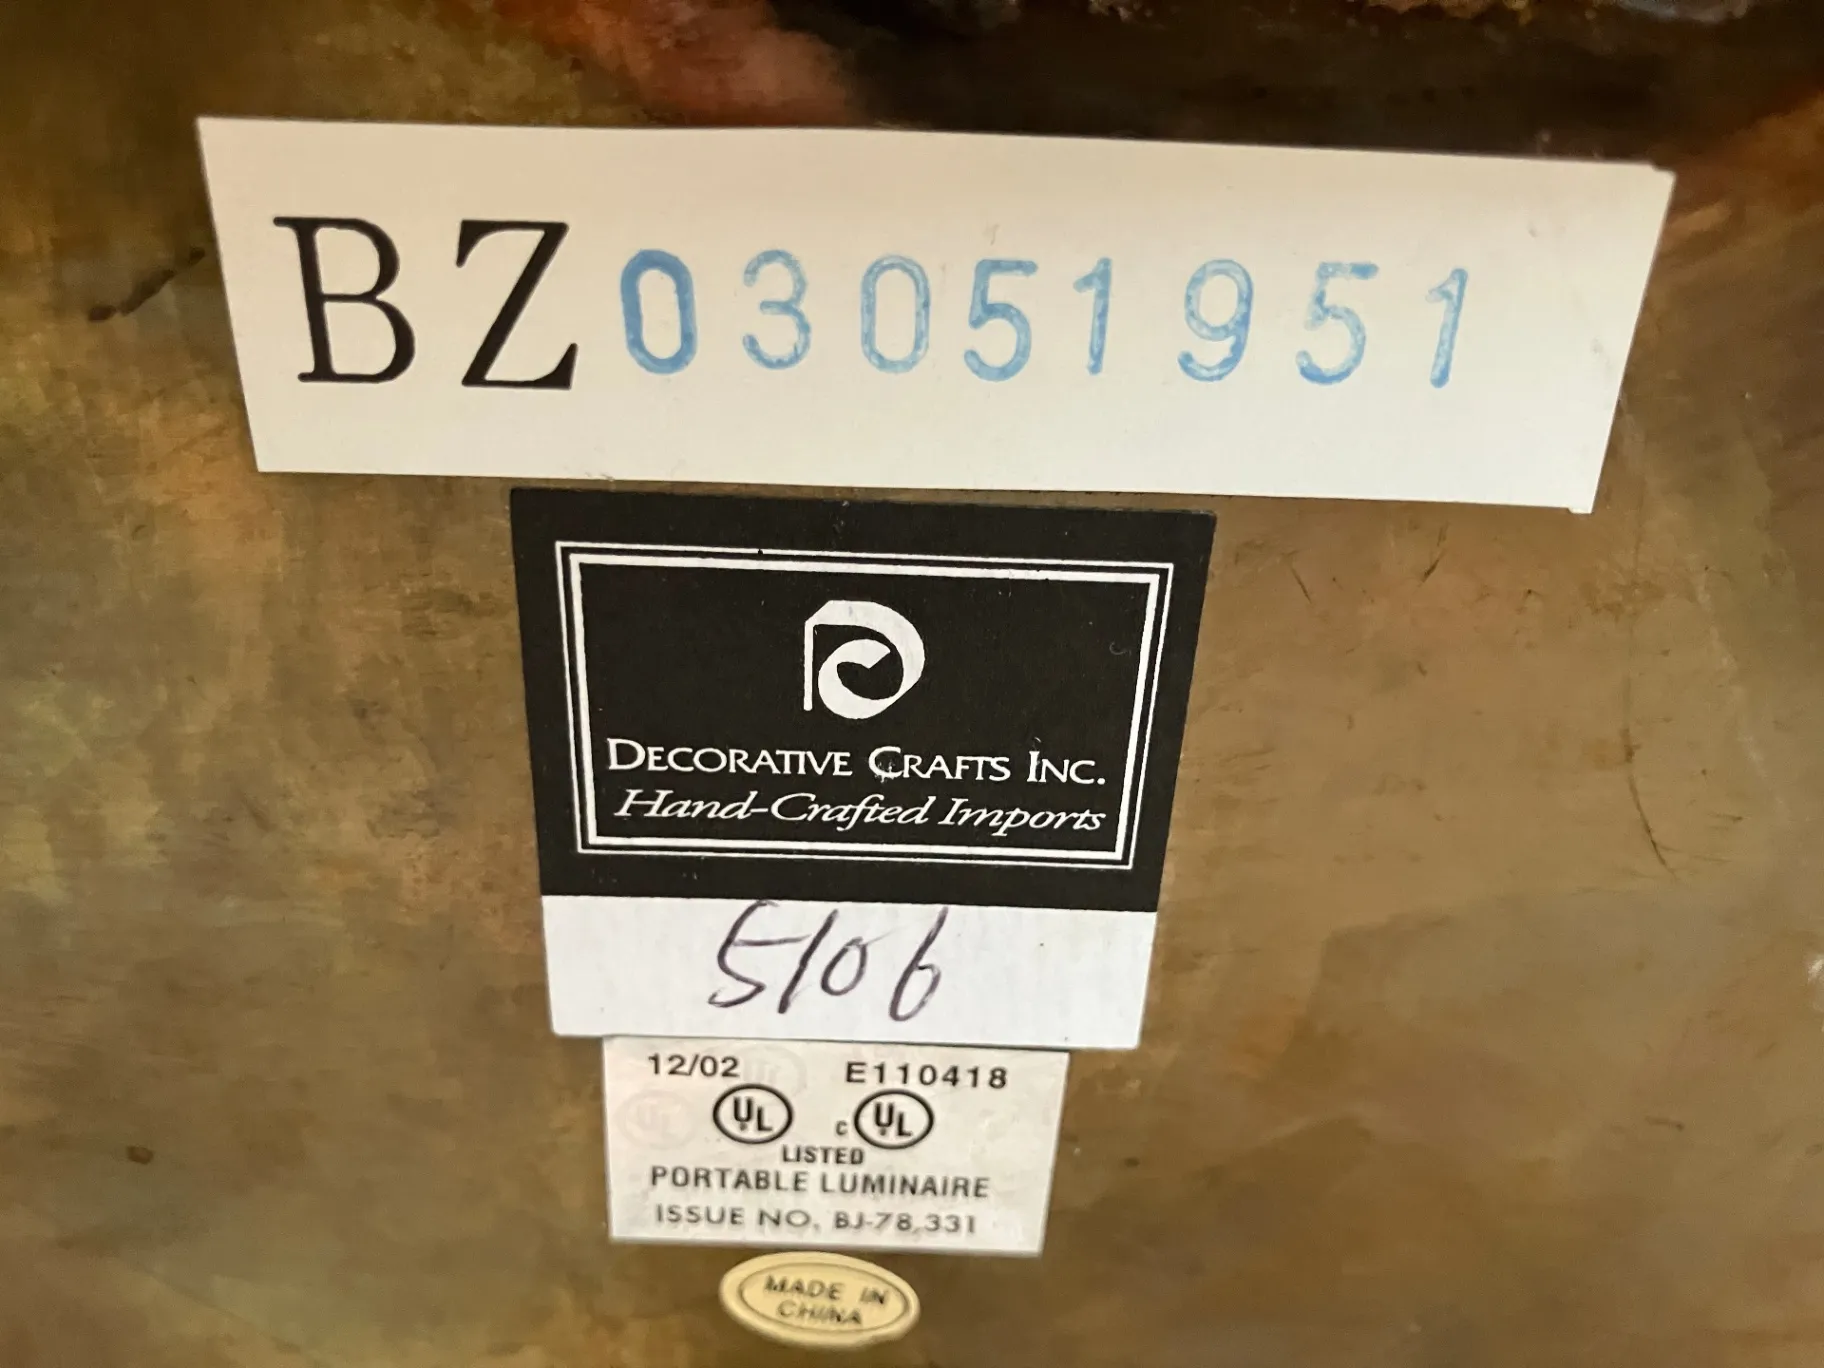 BZ03051951
DECORATIVE CRAFTS INC.
Hand-Crafted Imports
5106
12/02 E110418
UL c UL
LISTED
PORTABLE LUMINAIRE
ISSUE NO. BJ-78,331
MADE IN
CHINA